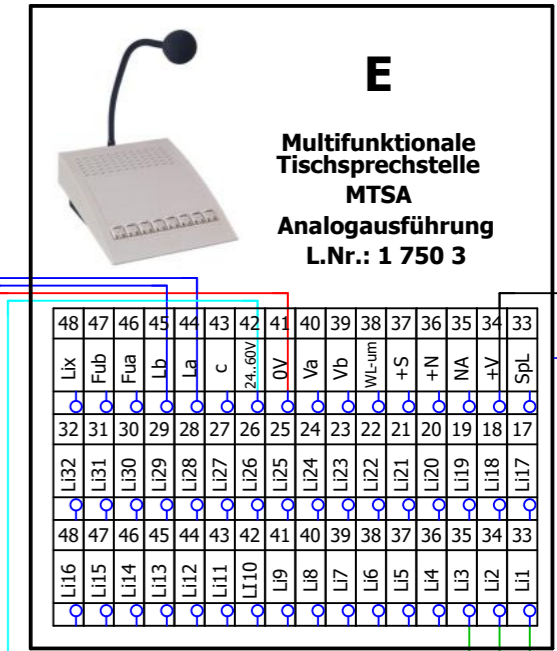 E
Multifunktionale
Tischsprechstelle
MTSA
Analogausführung
L.Nr.: 1 750 3
48 47 46 45 44 43 42 41 40 39 38 37 36 35 34 33
Lix Fub Fua Lb La c 24..60V 0V Va Vb WL-um +S +N NA +V SpL
32 31 30 29 28 27 26 25 24 23 22 21 20 19 18 17
Li32 Li31 Li30 Li29 Li28 Li27 Li26 Li25 Li24 Li23 Li22 Li21 Li20 Li19 Li18 Li17
48 47 46 45 44 43 42 41 40 39 38 37 36 35 34 33
Li16 Li15 Li14 Li13 Li12 Li11 LI10 Li9 Li8 Li7 Li6 Li5 Li4 Li3 Li2 Li1